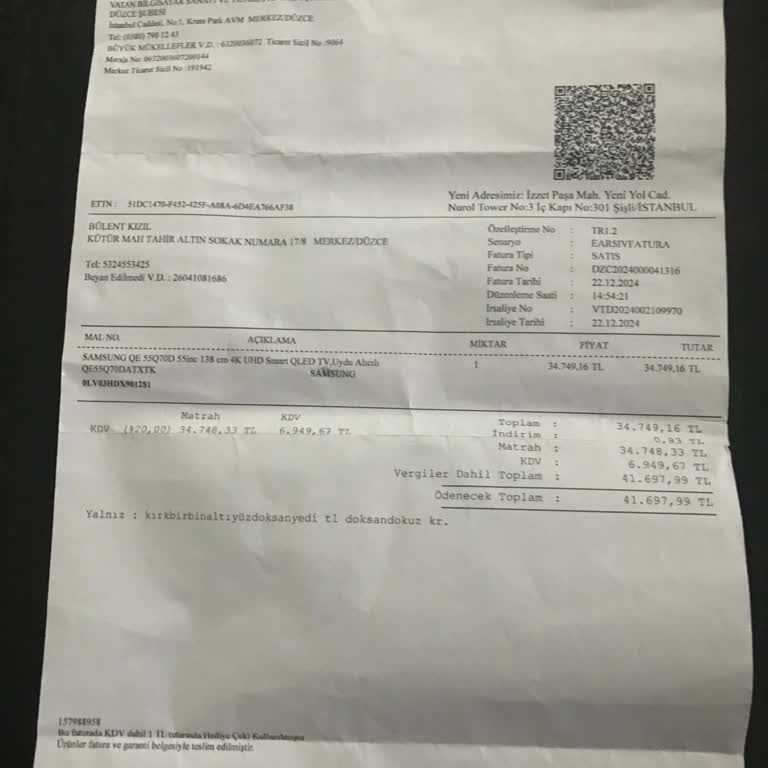 VATAN BİLGİSAYAR SANAYİ VE
DÜZCE ŞUBESİ
İstanbul Caddesi, No:1, Krem Park AVM MERKEZ/DÜZCE
Tel: (0380) 790 12 43
BÜYÜK MÜKELLEFLER V.D. : 6320036072 Ticaret Sicil No :9064
Mersis No: 0632003607200144
Merkez Ticaret Sicil No :191942
Yeni Adresimiz: İzzet Paşa Mah. Yeni Yol Cad.
Nurol Tower No:3 İç Kapı No:301 Şişli/İSTANBUL
ETTN : 51DC1470-F452-425F-A08A-6D4EA766AF38
BÜLENT KIZIL
KÜTÜR MAH TAHİR ALTIN SOKAK NUMARA 17/8 MERKEZ/DÜZCE
Tel: 5324553425
Beyan Edilmedi V.D. : 26041081686
Özelleştirme No : TR1.2
Senaryo : EARSIVFATURA
Fatura Tipi : SATIS
Fatura No : DZC2024000041316
Fatura Tarihi : 22.12.2024
Düzenleme Saati : 14:54:21
İrsaliye No : VTD2024002109970
İrsaliye Tarihi : 22.12.2024
MAL NO. AÇIKLAMA MİKTAR FİYAT TUTAR
SAMSUNG QE 55Q70D 55inc 138 cm 4K UHD Smart QLED TV,Uydu Alıcılı 1 34.749,16 TL 34.749,16 TL
QE55Q70DATXTK SAMSUNG
0LV03HDX901281
Matrah KDV
KDV (%20,00) 34.748,33 TL 6.949,67 TL
Toplam : 34.749,16 TL
İndirim : 0,83 TL
Matrah : 34.748,33 TL
KDV : 6.949,67 TL
Vergiler Dahil Toplam : 41.697,99 TL
Ödenecek Toplam : 41.697,99 TL
Yalnız : kırkbirbinaltıyüzdoksanyedi tl doksandokuz kr.
157988958
Bu faturada KDV dahil 1 TL tutarında Hediye Çeki Kullanılmıştır
Ürünler fatura ve garanti belgesiyle teslim edilmiştir.